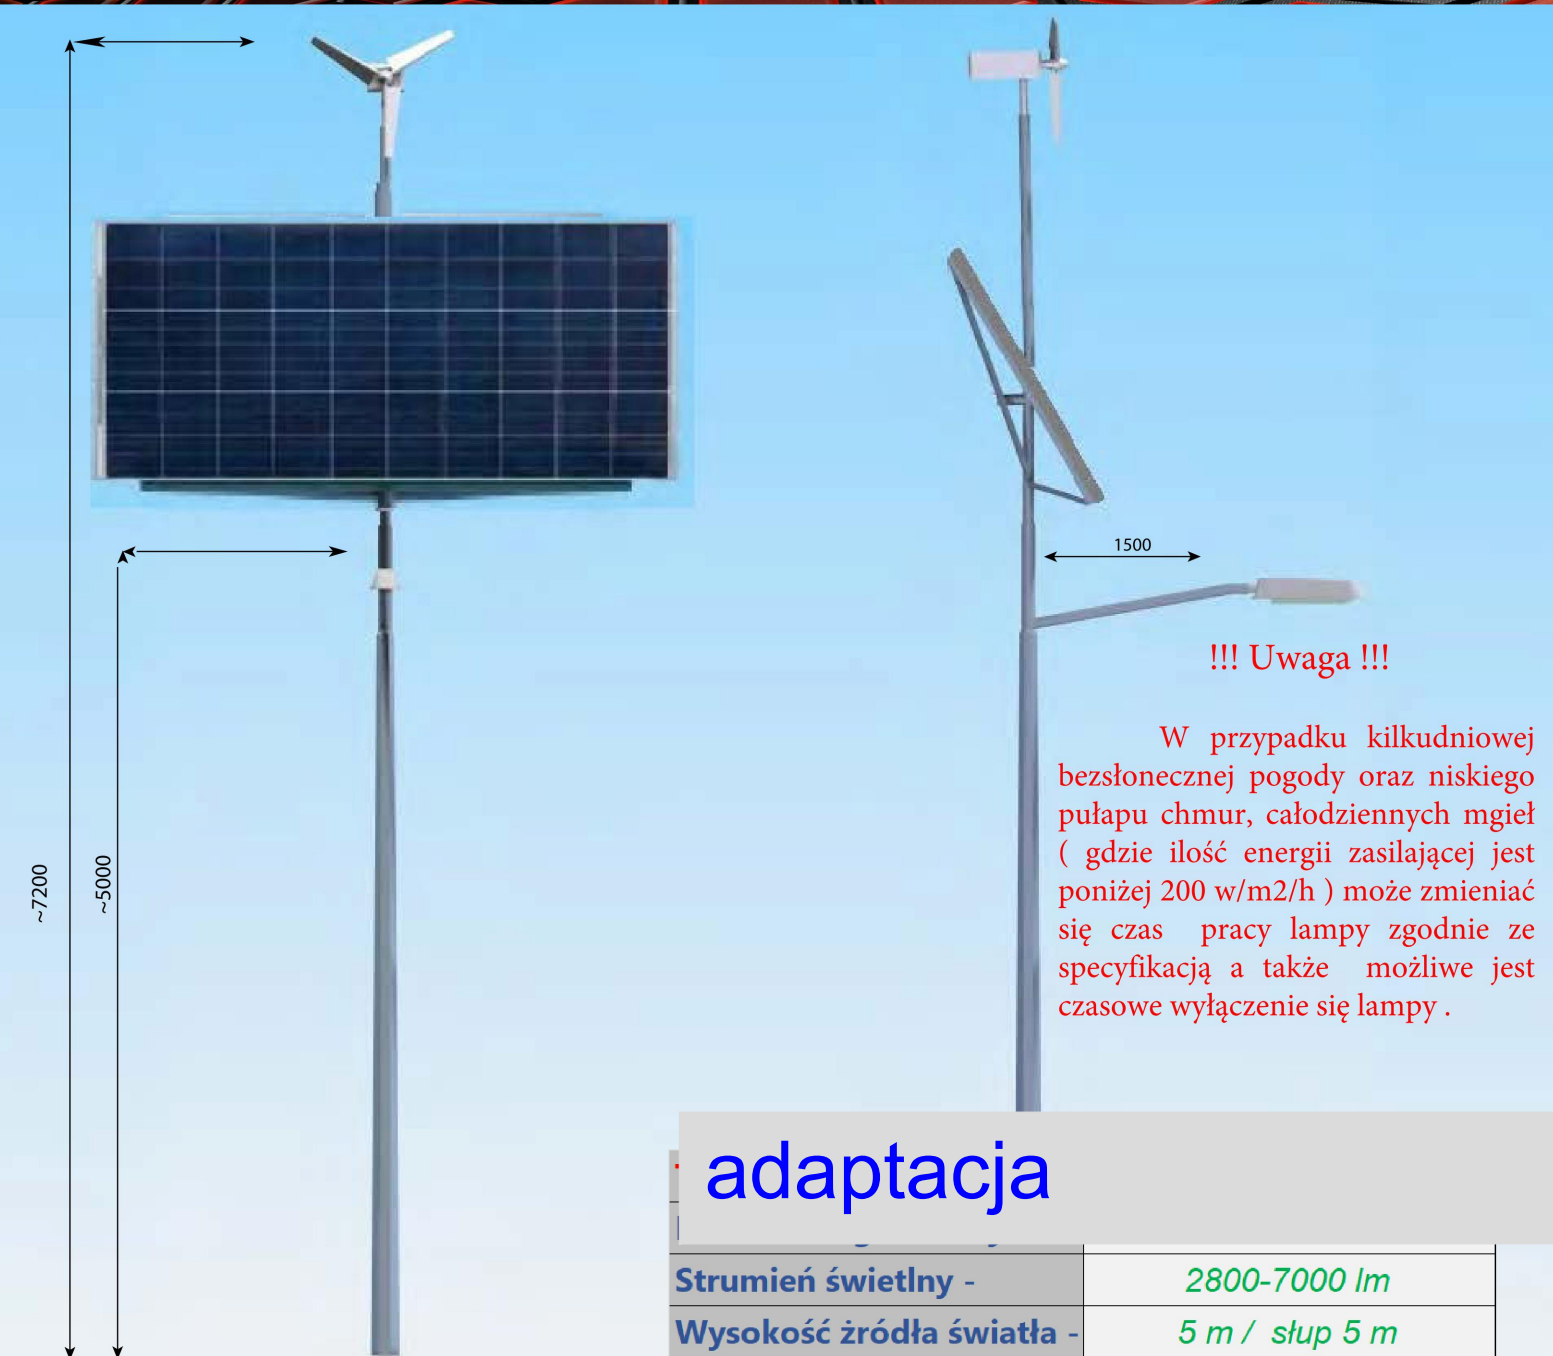 ~7200
~5000
1500
!!! Uwaga !!!
W przypadku kilkudniowej
bezsłonecznej pogody oraz niskiego
pułapu chmur, całodziennych mgieł
( gdzie ilość energii zasilającej jest
poniżej 200 w/m2/h ) może zmieniać
się czas pracy lampy zgodnie ze
specyfikacją a także możliwe jest
czasowe wyłączenie się lampy .
adaptacja
Strumień świetlny - 2800-7000 lm
Wysokość żródła światła - 5 m / słup 5 m